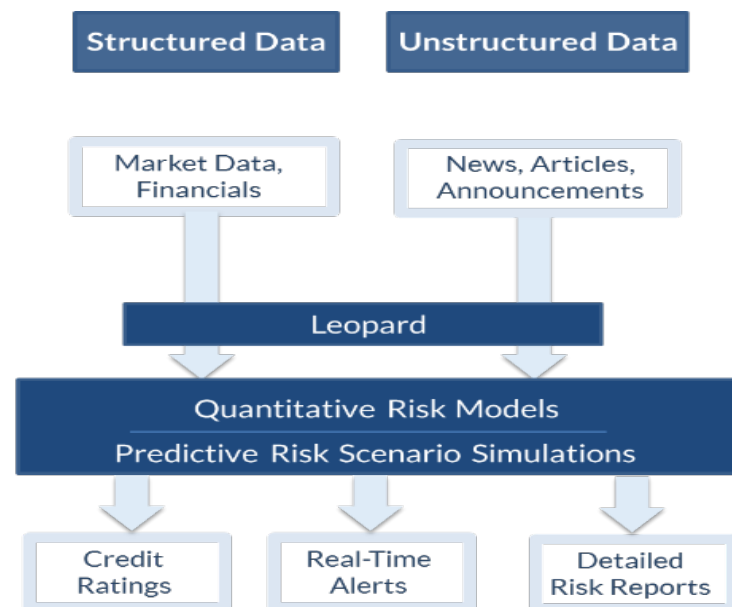 Structured Data
Unstructured Data
Market Data,
Financials
News, Articles,
Announcements
Leopard
Quantitative Risk Models
Predictive Risk Scenario Simulations
Credit
Ratings
Real-Time
Alerts
Detailed
Risk Reports